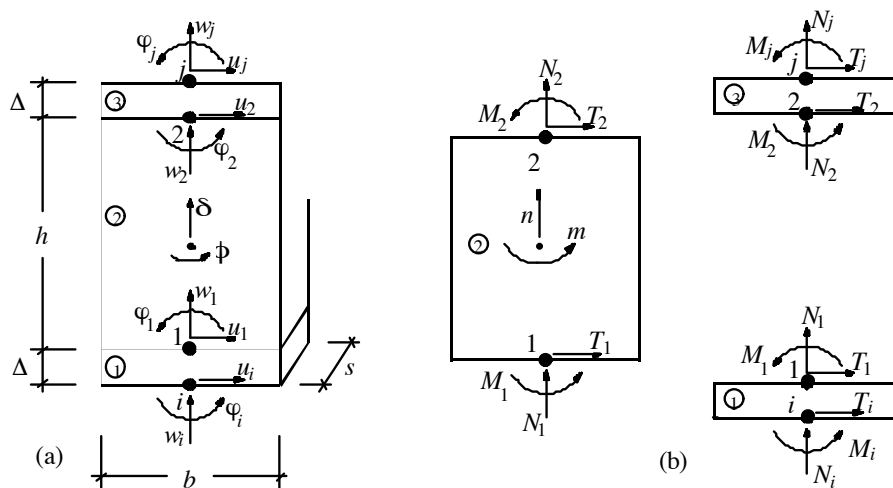 φj wj uj
j
Δ ③ u2
2 φ2
w2
h ② δ
ϕ
w1
φ1 u1
1
Δ ① ui s
i φi
wi
(a) b
N2
M2 T2
2
n m
②
1 T1
M1
N1
Nj
Mj Tj
j
③ 2 T2
M2
N2
N1
M1 T1
1
① i Ti
Mi
(b) Ni